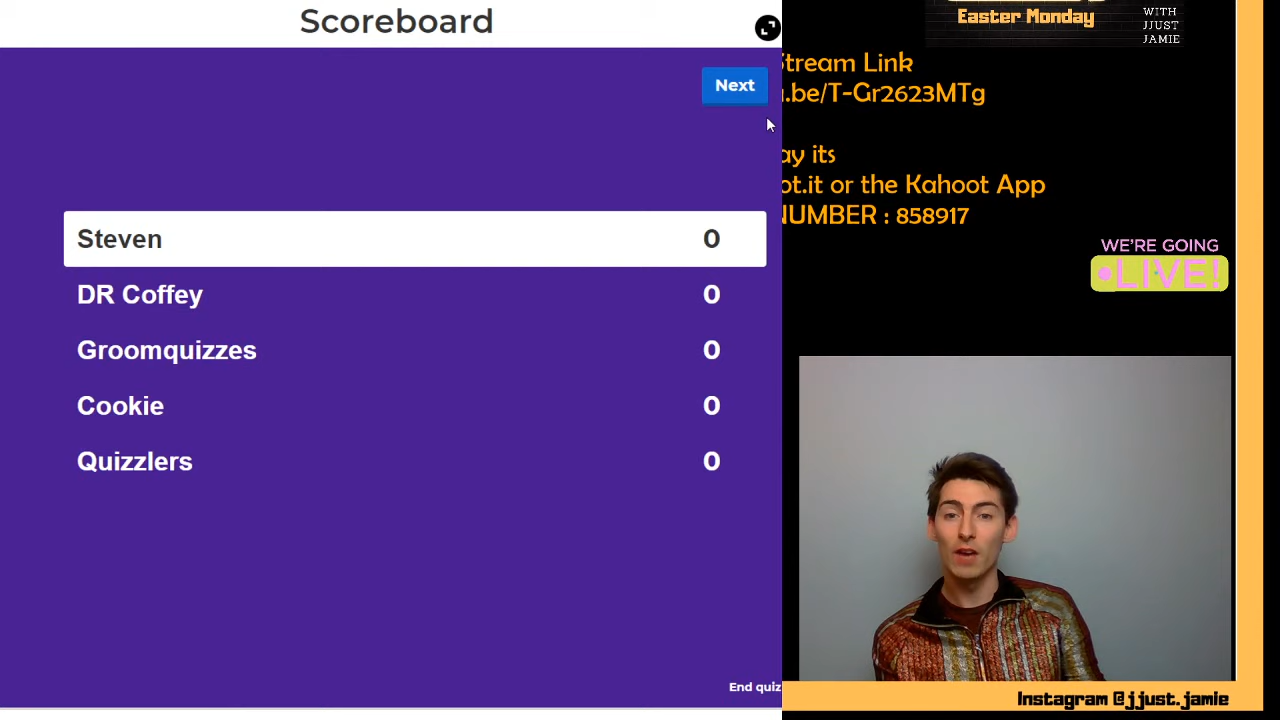 Scoreboard
Next
Steven 0
DR Coffey 0
Groomquizzes 0
Cookie 0
Quizzlers 0
End quiz
Easter Monday
WITH
JJUST
JAMIE
Stream Link
.be/T-Gr2623MTg
ay its
ot.it or the Kahoot App
NUMBER : 858917
WE'RE GOING
LIVE!
Instagram @jjust.jamie